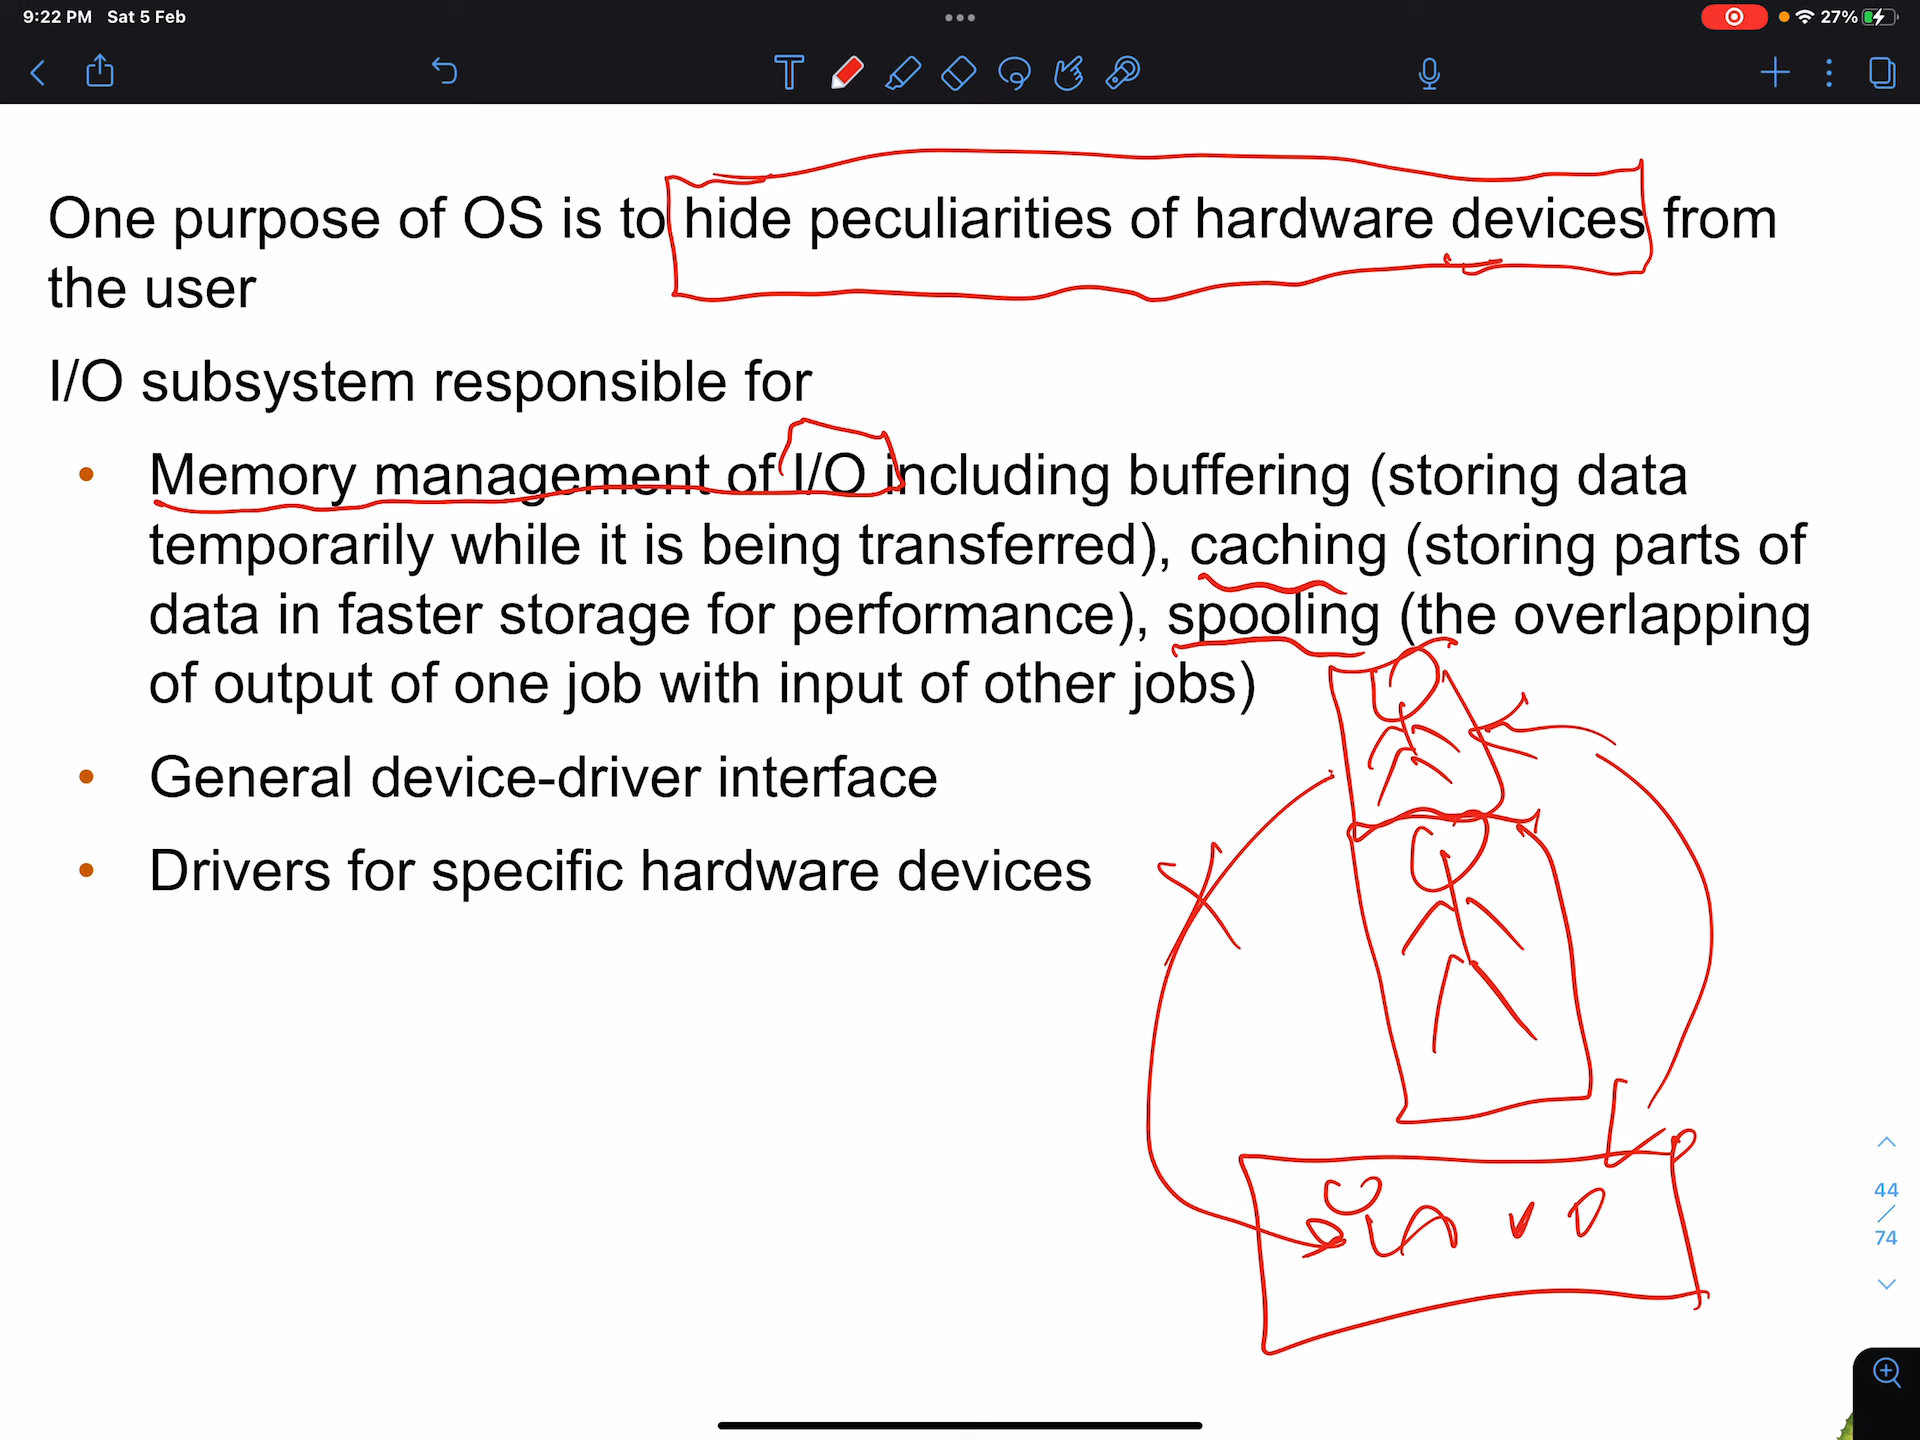 9:22 PM Sat 5 Feb
27%
One purpose of OS is to hide peculiarities of hardware devices from
the user
I/O subsystem responsible for
• Memory management of I/O including buffering (storing data
temporarily while it is being transferred), caching (storing parts of
data in faster storage for performance), spooling (the overlapping
of output of one job with input of other jobs)
• General device-driver interface
• Drivers for specific hardware devices
44
/
74